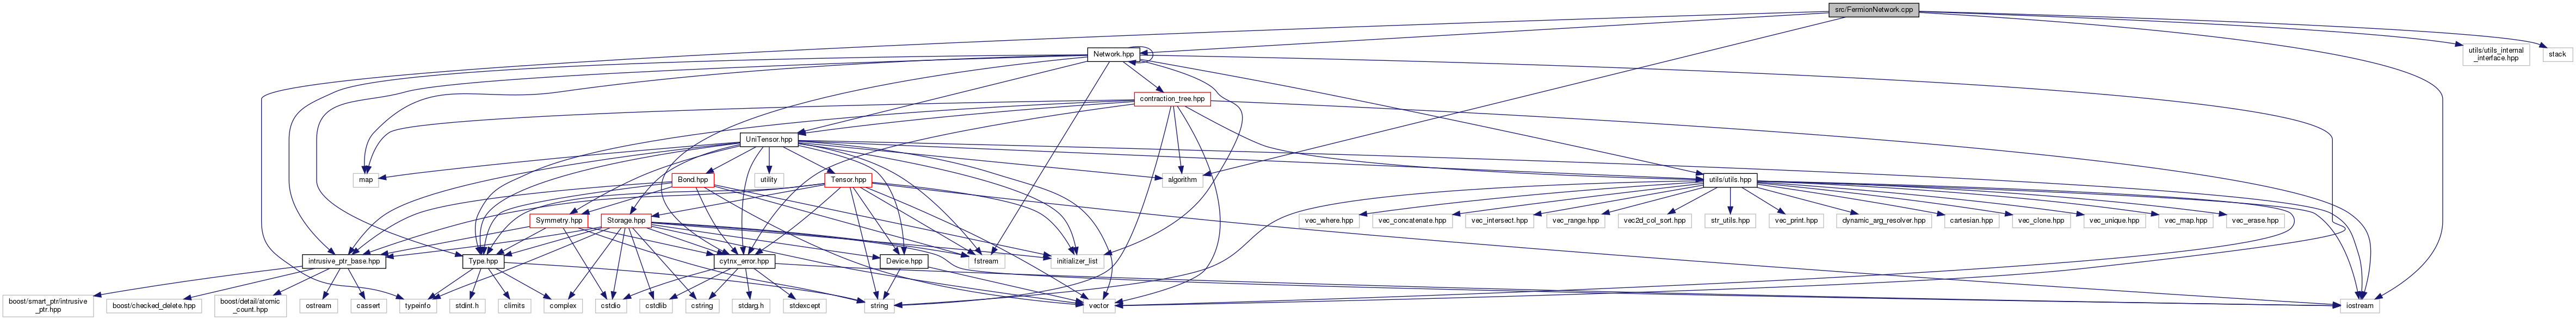 src/FermionNetwork.cpp
Network.hpp
utils/utils_internal
_interface.hpp
stack
contraction_tree.hpp
UniTensor.hpp
map
Bond.hpp
utility
Tensor.hpp
algorithm
utils/utils.hpp
Symmetry.hpp
Storage.hpp
vec_where.hpp
vec_concatenate.hpp
vec_intersect.hpp
vec_range.hpp
vec2d_col_sort.hpp
str_utils.hpp
vec_print.hpp
dynamic_arg_resolver.hpp
cartesian.hpp
vec_clone.hpp
vec_unique.hpp
vec_map.hpp
vec_erase.hpp
intrusive_ptr_base.hpp
Type.hpp
cytnx_error.hpp
Device.hpp
fstream
initializer_list
boost/smart_ptr/intrusive
_ptr.hpp
boost/checked_delete.hpp
boost/detail/atomic
_count.hpp
ostream
cassert
typeinfo
stdint.h
climits
complex
cstdio
cstdlib
cstring
stdarg.h
stdexcept
string
vector
iostream